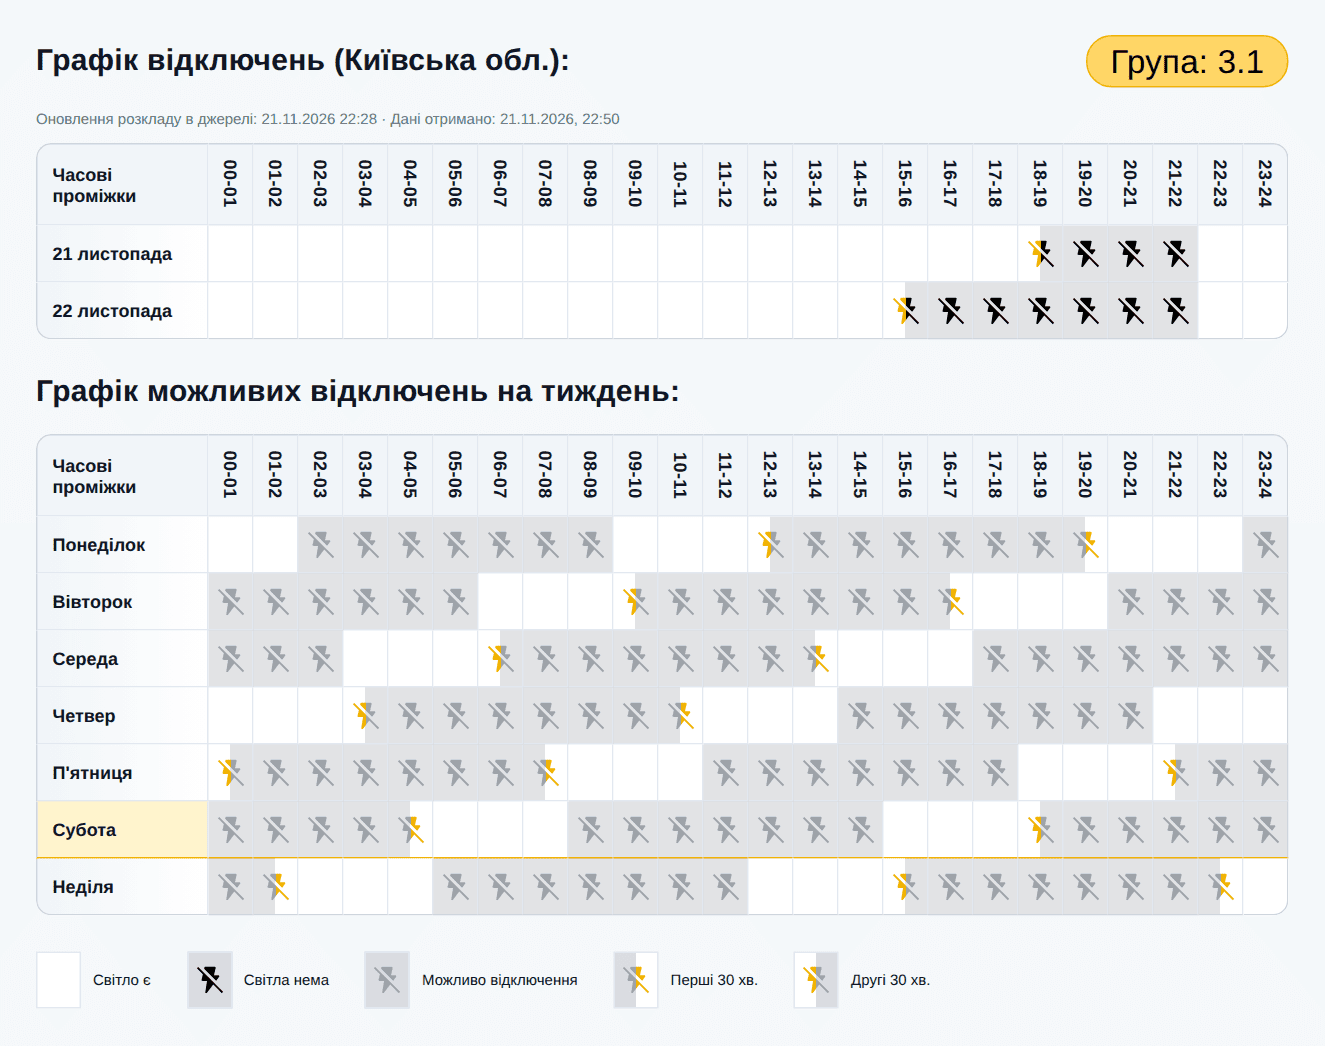 Графік відключень (Київська обл.):
Група: 3.1
Оновлення розкладу в джерелі: 21.11.2026 22:28 · Дані отримано: 21.11.2026, 22:50
Часові проміжки 00-01 01-02 02-03 03-04 04-05 05-06 06-07 07-08 08-09 09-10 10-11 11-12 12-13 13-14 14-15 15-16 16-17 17-18 18-19 19-20 20-21 21-22 22-23 23-24
21 листопада
22 листопада
Графік можливих відключень на тиждень:
Часові проміжки 00-01 01-02 02-03 03-04 04-05 05-06 06-07 07-08 08-09 09-10 10-11 11-12 12-13 13-14 14-15 15-16 16-17 17-18 18-19 19-20 20-21 21-22 22-23 23-24
Понеділок
Вівторок
Середа
Четвер
П'ятниця
Субота
Неділя
Світло є Світла нема Можливо відключення Перші 30 хв. Другі 30 хв.